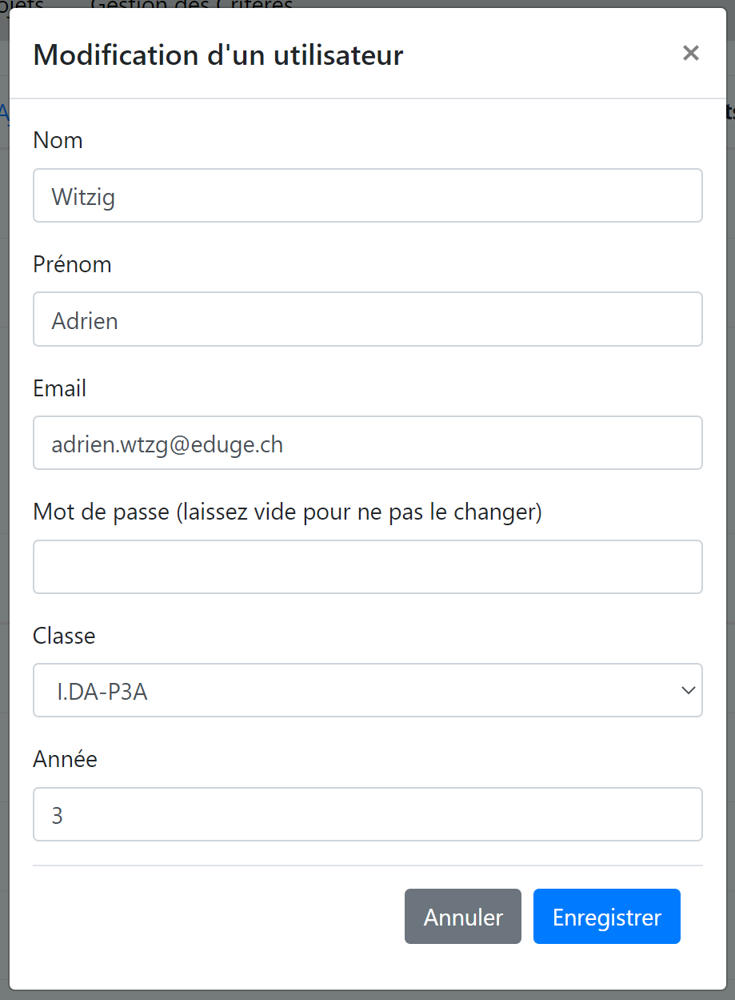 Gestion des Critères
Modification d'un utilisateur
×
Nom
Witzig
Prénom
Adrien
Email
adrien.wtzg@eduge.ch
Mot de passe (laissez vide pour ne pas le changer)
Classe
I.DA-P3A
Année
3
Annuler
Enregistrer